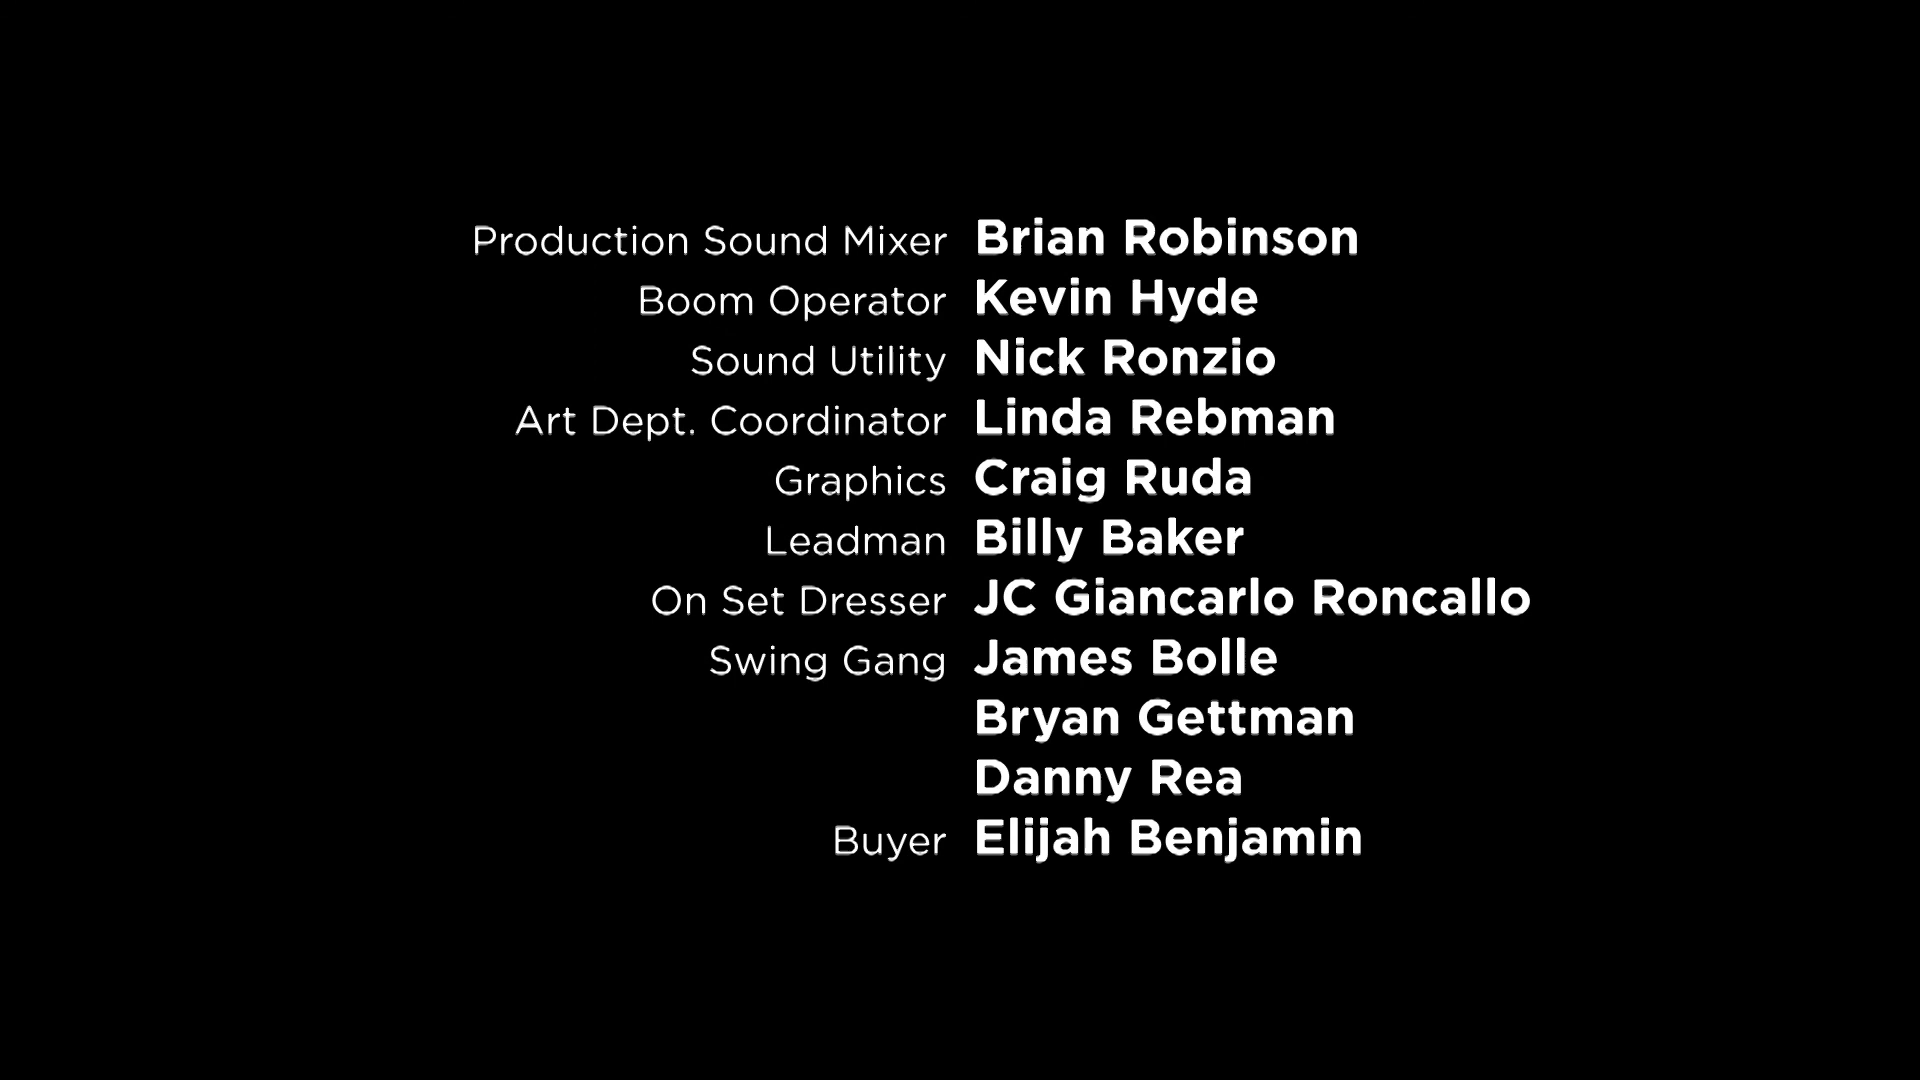 Production Sound Mixer Brian Robinson
Boom Operator Kevin Hyde
Sound Utility Nick Ronzio
Art Dept. Coordinator Linda Rebman
Graphics Craig Ruda
Leadman Billy Baker
On Set Dresser JC Giancarlo Roncallo
Swing Gang James Bolle
Bryan Gettman
Danny Rea
Buyer Elijah Benjamin